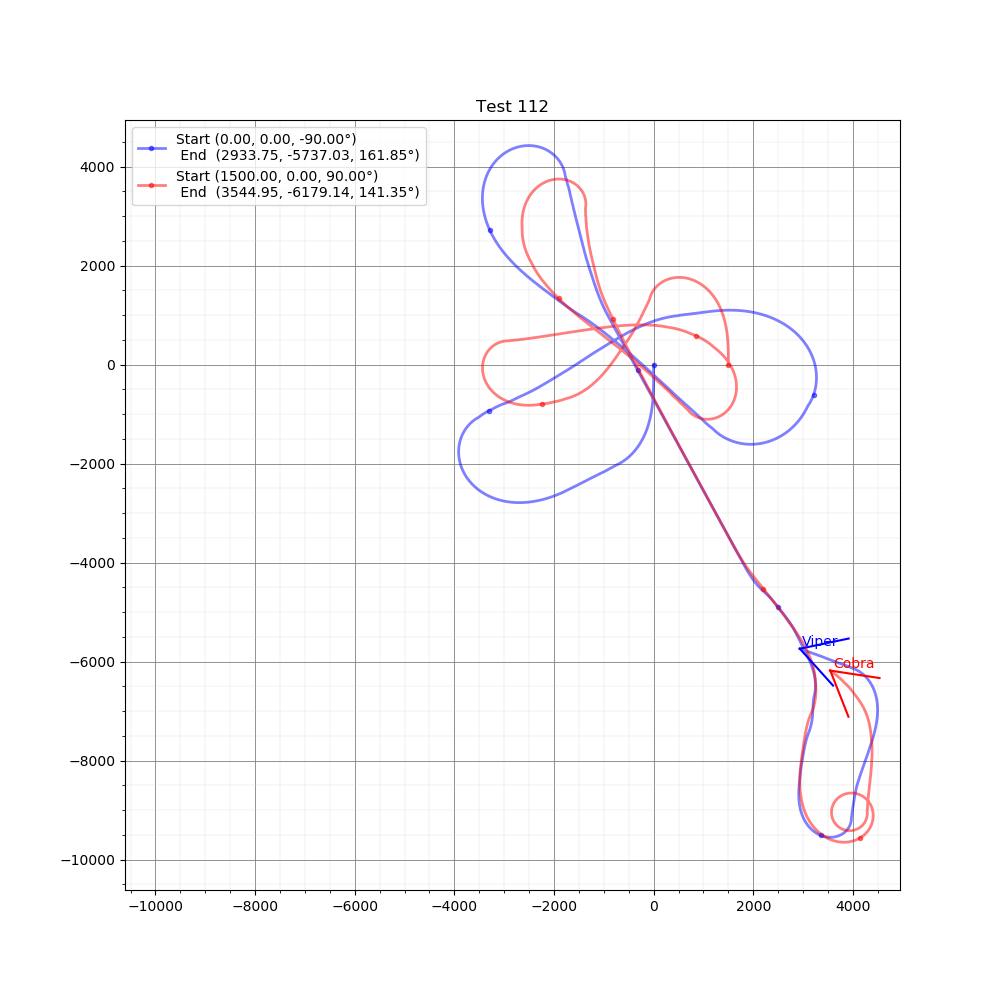 Test 112
Start (0.00, 0.00, -90.00°)
End  (2933.75, -5737.03, 161.85°)
Start (1500.00, 0.00, 90.00°)
End  (3544.95, -6179.14, 141.35°)
4000
2000
0
−2000
−4000
−6000
−8000
−10000
Viper
Cobra
−10000 −8000 −6000 −4000 −2000 0 2000 4000